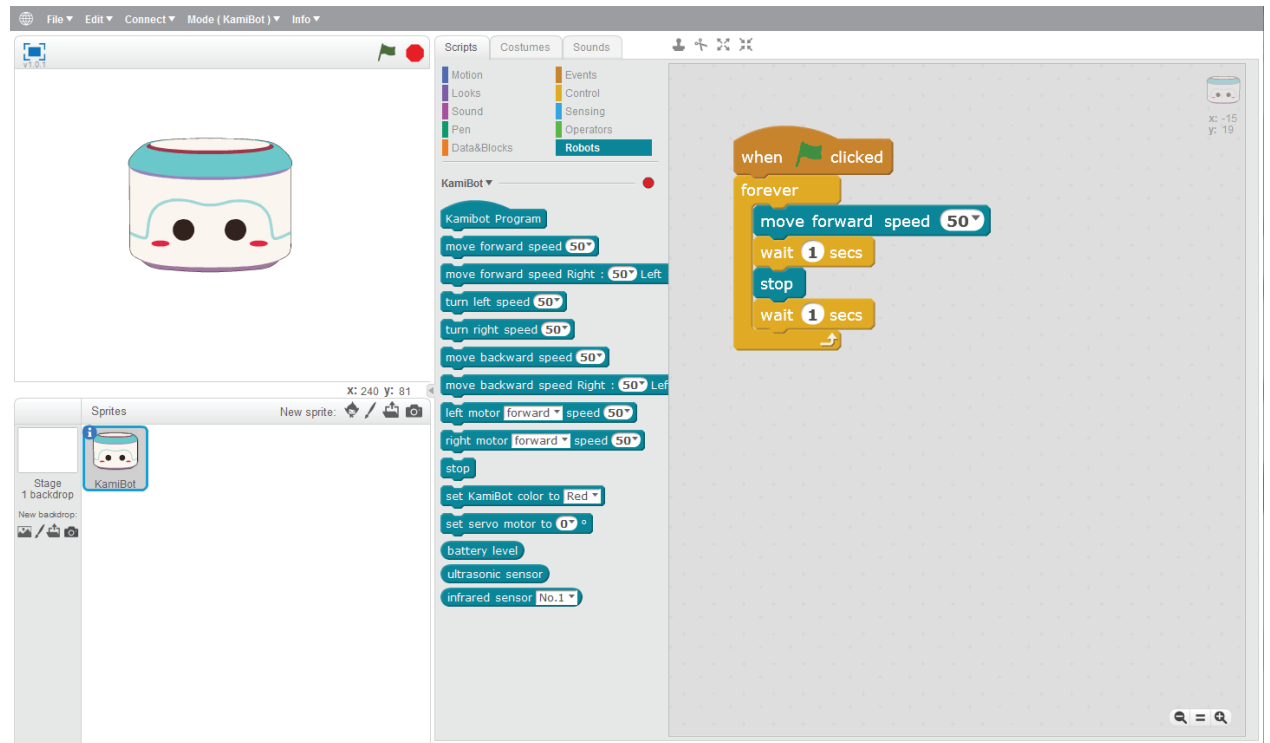 File ▾ Edit ▾ Connect ▾ Mode ( KamiBot ) ▾ Info ▾
v1.0.1
x: 240 y: 81
Sprites New sprite:
Stage
1 backdrop
New backdrop:
KamiBot
Scripts Costumes Sounds
Motion Events
Looks Control
Sound Sensing
Pen Operators
Data&Blocks Robots
KamiBot ▾
Kamibot Program
move forward speed 50▾
move forward speed Right : 50▾ Left
turn left speed 50▾
turn right speed 50▾
move backward speed 50▾
move backward speed Right : 50▾ Lef
left motor forward ▾ speed 50▾
right motor forward ▾ speed 50▾
stop
set KamiBot color to Red ▾
set servo motor to 0▾ °
battery level
ultrasonic sensor
infrared sensor No.1 ▾
x: -15
y: 19
when clicked
forever
move forward speed 50▾
wait 1 secs
stop
wait 1 secs